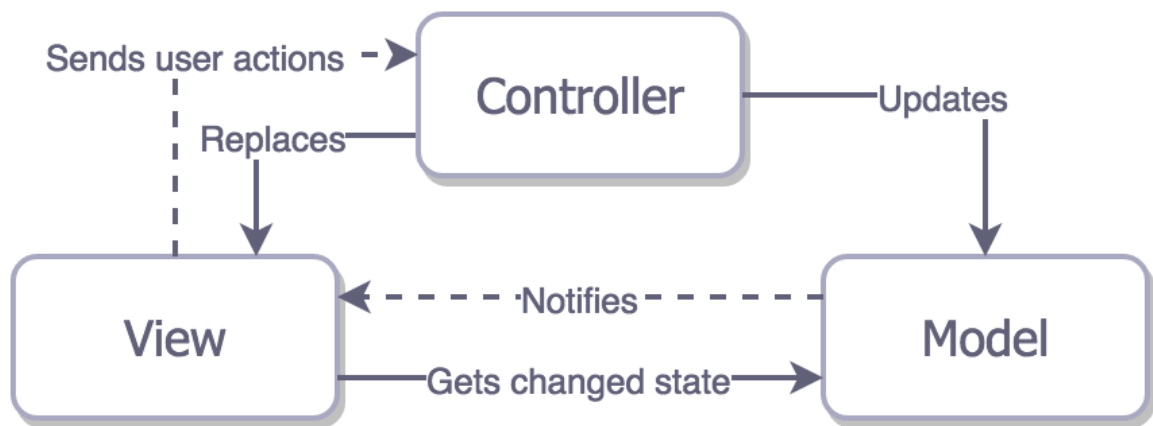 Sends user actions
Controller
Updates
Replaces
Notifies
View
Model
Gets changed state